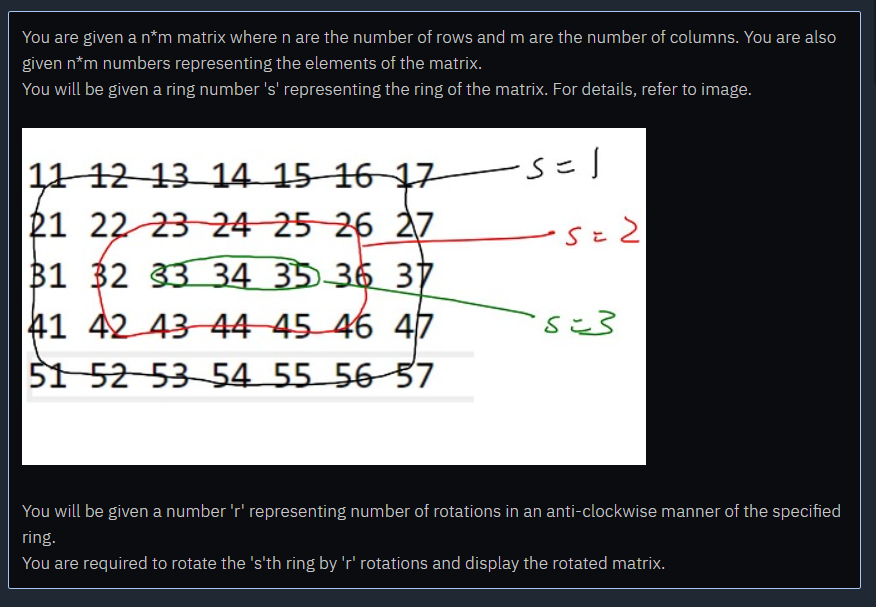 You are given a n*m matrix where n are the number of rows and m are the number of columns. You are also
given n*m numbers representing the elements of the matrix.
You will be given a ring number 's' representing the ring of the matrix. For details, refer to image.
11 12 13 14 15 16 17 s=1
21 22 23 24 25 26 27 s=2
31 32 33 34 35 36 37
41 42 43 44 45 46 47 s=3
51 52 53 54 55 56 57
You will be given a number 'r' representing number of rotations in an anti-clockwise manner of the specified
ring.
You are required to rotate the 's'th ring by 'r' rotations and display the rotated matrix.